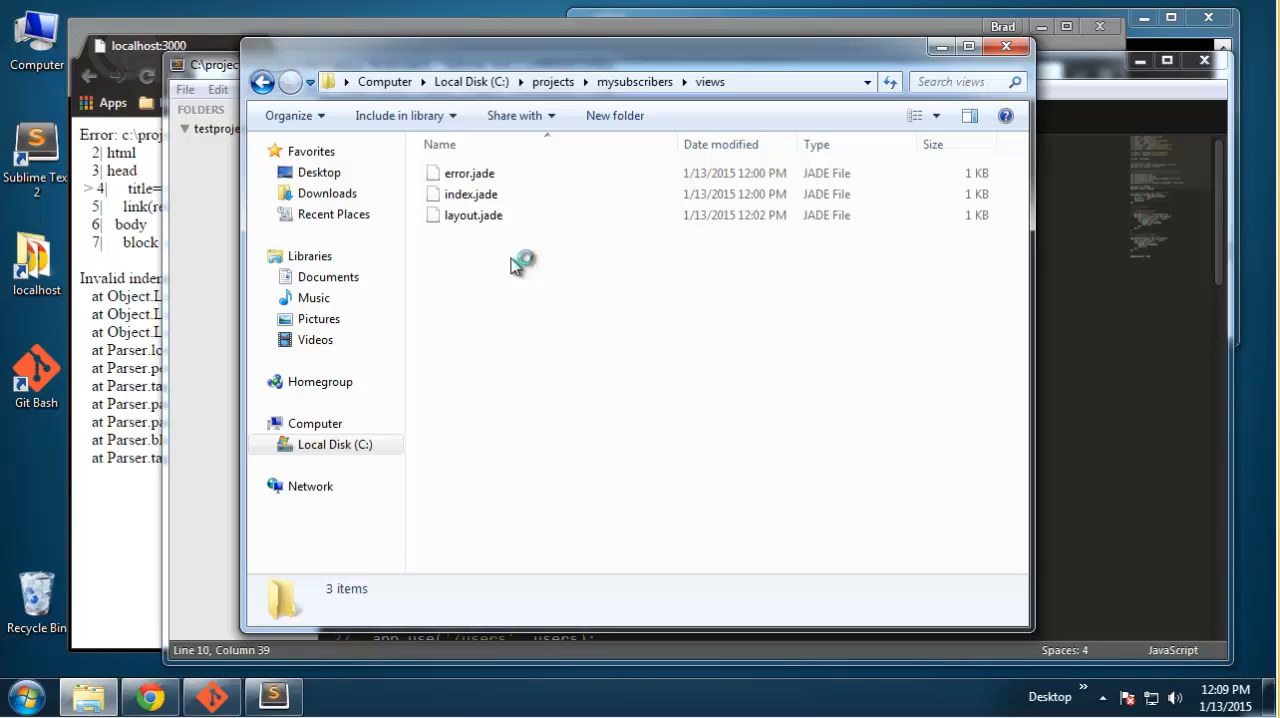 Computer
Sublime Tex
2
localhost
Git Bash
Recycle Bin
Brad
localhost:3000
Apps
Error: c:\proj
2| html
3| head
> 4| title=
5| link(re
6| body
7| block
Invalid inden
at Object.L
at Object.L
at Object.L
at Parser.lo
at Parser.pe
at Parser.ta
at Parser.pa
at Parser.pa
at Parser.bl
at Parser.ta
C:\projec
File Edit
FOLDERS
testproje
Computer Local Disk (C:) projects mysubscribers views
Search views
Organize Include in library Share with New folder
Favorites
Desktop
Downloads
Recent Places
Libraries
Documents
Music
Pictures
Videos
Homegroup
Computer
Local Disk (C:)
Network
Name Date modified Type Size
error.jade 1/13/2015 12:00 PM JADE File 1 KB
index.jade 1/13/2015 12:00 PM JADE File 1 KB
layout.jade 1/13/2015 12:02 PM JADE File 1 KB
3 items
// app.use('/users', users);
Line 10, Column 39 Spaces: 4 JavaScript
Desktop
12:09 PM
1/13/2015